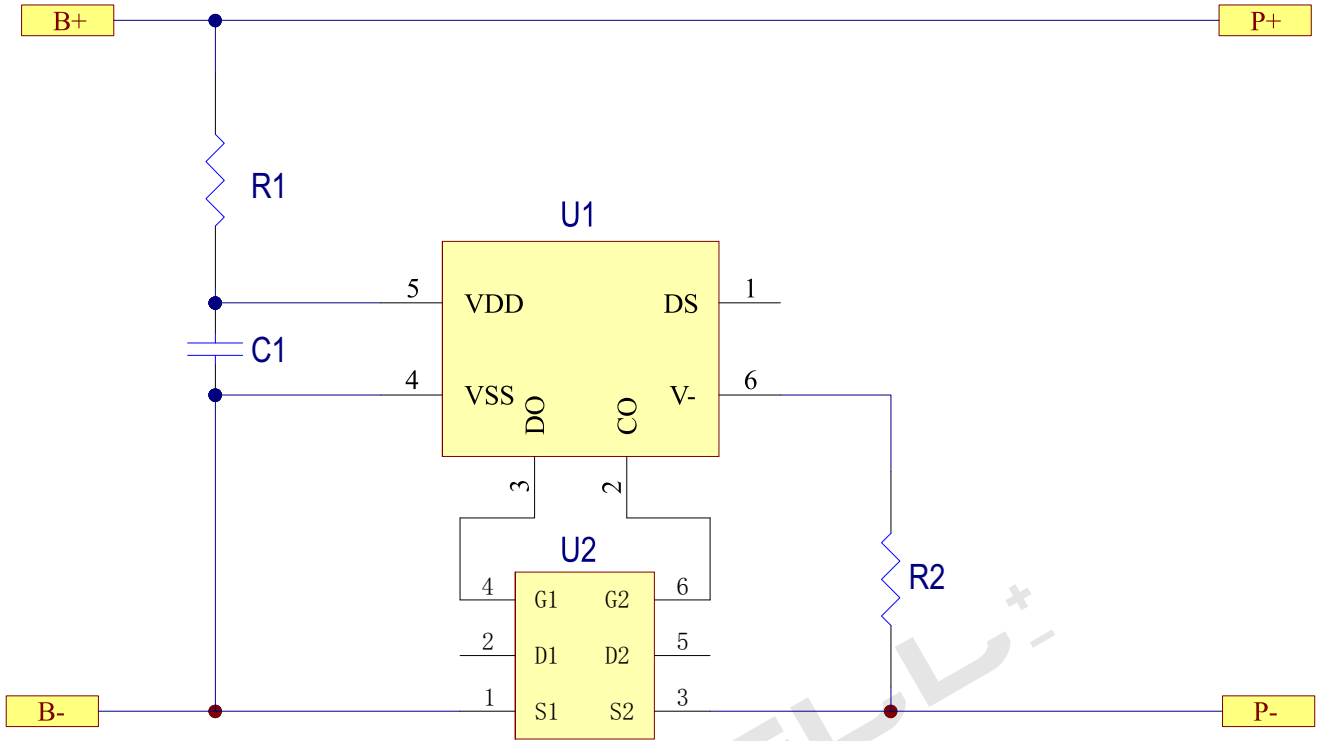 B+ P+
R1
U1
5 VDD DS 1
C1
4 VSS DO CO V- 6
3 2
U2
R2
4 G1 G2 6
2 D1 D2 5
1 S1 S2 3
B- P-